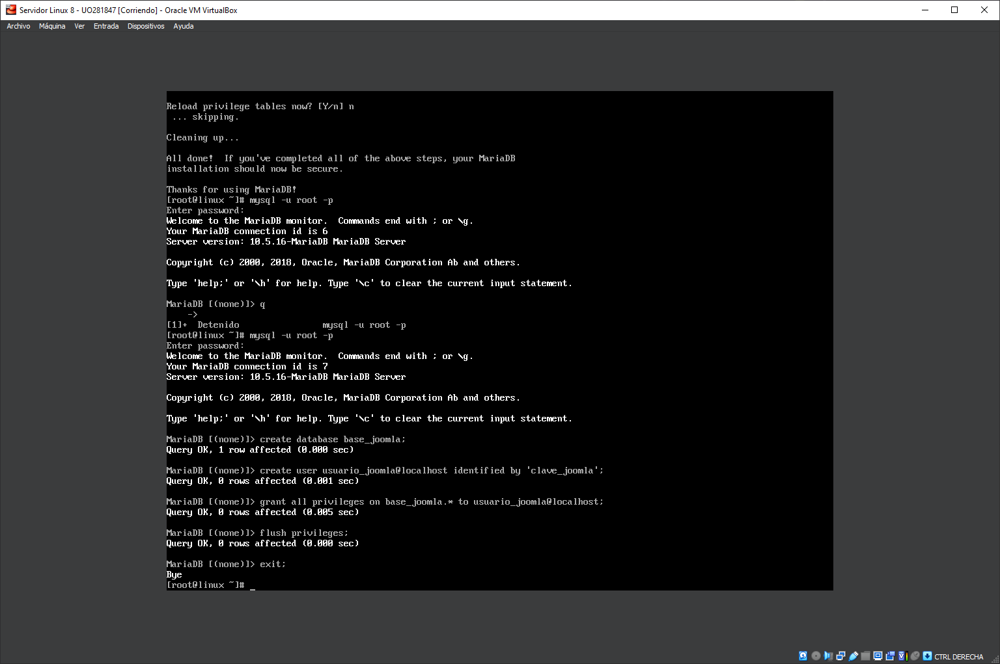 Servidor Linux 8 - UO281847 [Corriendo] - Oracle VM VirtualBox
Archivo Máquina Ver Entrada Dispositivos Ayuda
Reload privilege tables now? [Y/n] n
... skipping.
Cleaning up...
All done!  If you've completed all of the above steps, your MariaDB
installation should now be secure.
Thanks for using MariaDB!
[root@linux ~]# mysql -u root -p
Enter password:
Welcome to the MariaDB monitor.  Commands end with ; or \g.
Your MariaDB connection id is 6
Server version: 10.5.16-MariaDB MariaDB Server
Copyright (c) 2000, 2018, Oracle, MariaDB Corporation Ab and others.
Type 'help;' or '\h' for help. Type '\c' to clear the current input statement.
MariaDB [(none)]> q
->
[1]+  Detenido                mysql -u root -p
[root@linux ~]# mysql -u root -p
Enter password:
Welcome to the MariaDB monitor.  Commands end with ; or \g.
Your MariaDB connection id is 7
Server version: 10.5.16-MariaDB MariaDB Server
Copyright (c) 2000, 2018, Oracle, MariaDB Corporation Ab and others.
Type 'help;' or '\h' for help. Type '\c' to clear the current input statement.
MariaDB [(none)]> create database base_joomla;
Query OK, 1 row affected (0.000 sec)
MariaDB [(none)]> create user usuario_joomla@localhost identified by 'clave_joomla';
Query OK, 0 rows affected (0.001 sec)
MariaDB [(none)]> grant all privileges on base_joomla.* to usuario_joomla@localhost;
Query OK, 0 rows affected (0.005 sec)
MariaDB [(none)]> flush privileges;
Query OK, 0 rows affected (0.000 sec)
MariaDB [(none)]> exit;
Bye
[root@linux ~]# _
CTRL DERECHA